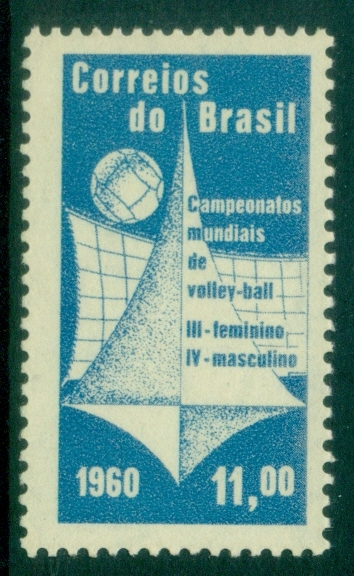 Correios
do Brasil
Campeonatos
mundiais
de
volley-ball
III-feminino
IV-masculino
1960
11,00